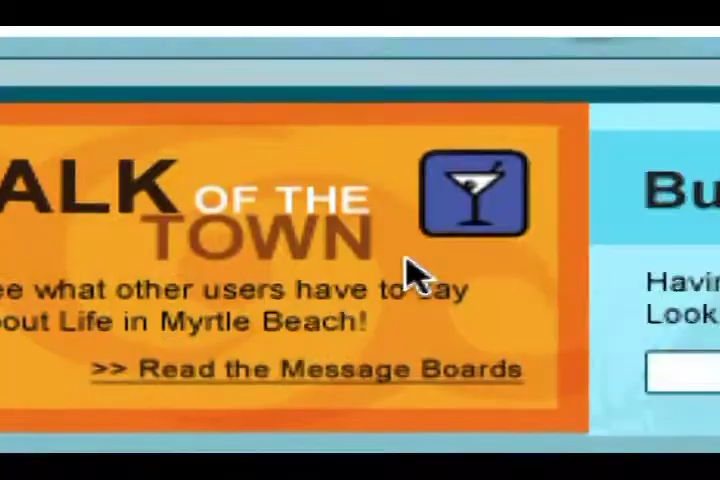 ALK OF THE
TOWN
ee what other users have to say
bout Life in Myrtle Beach!
>> Read the Message Boards
Bu
Havin
Look